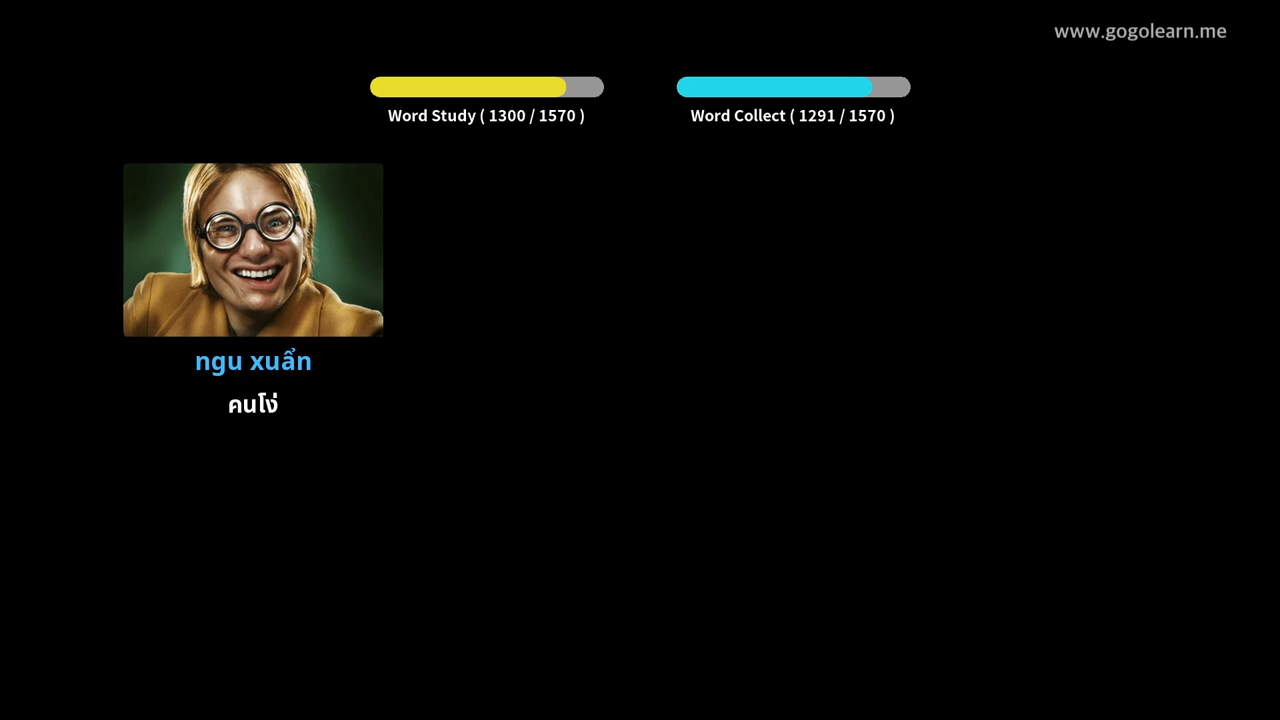 www.gogolearn.me
Word Study ( 1300 / 1570 )
Word Collect ( 1291 / 1570 )
ngu xuẩn
คนโง่